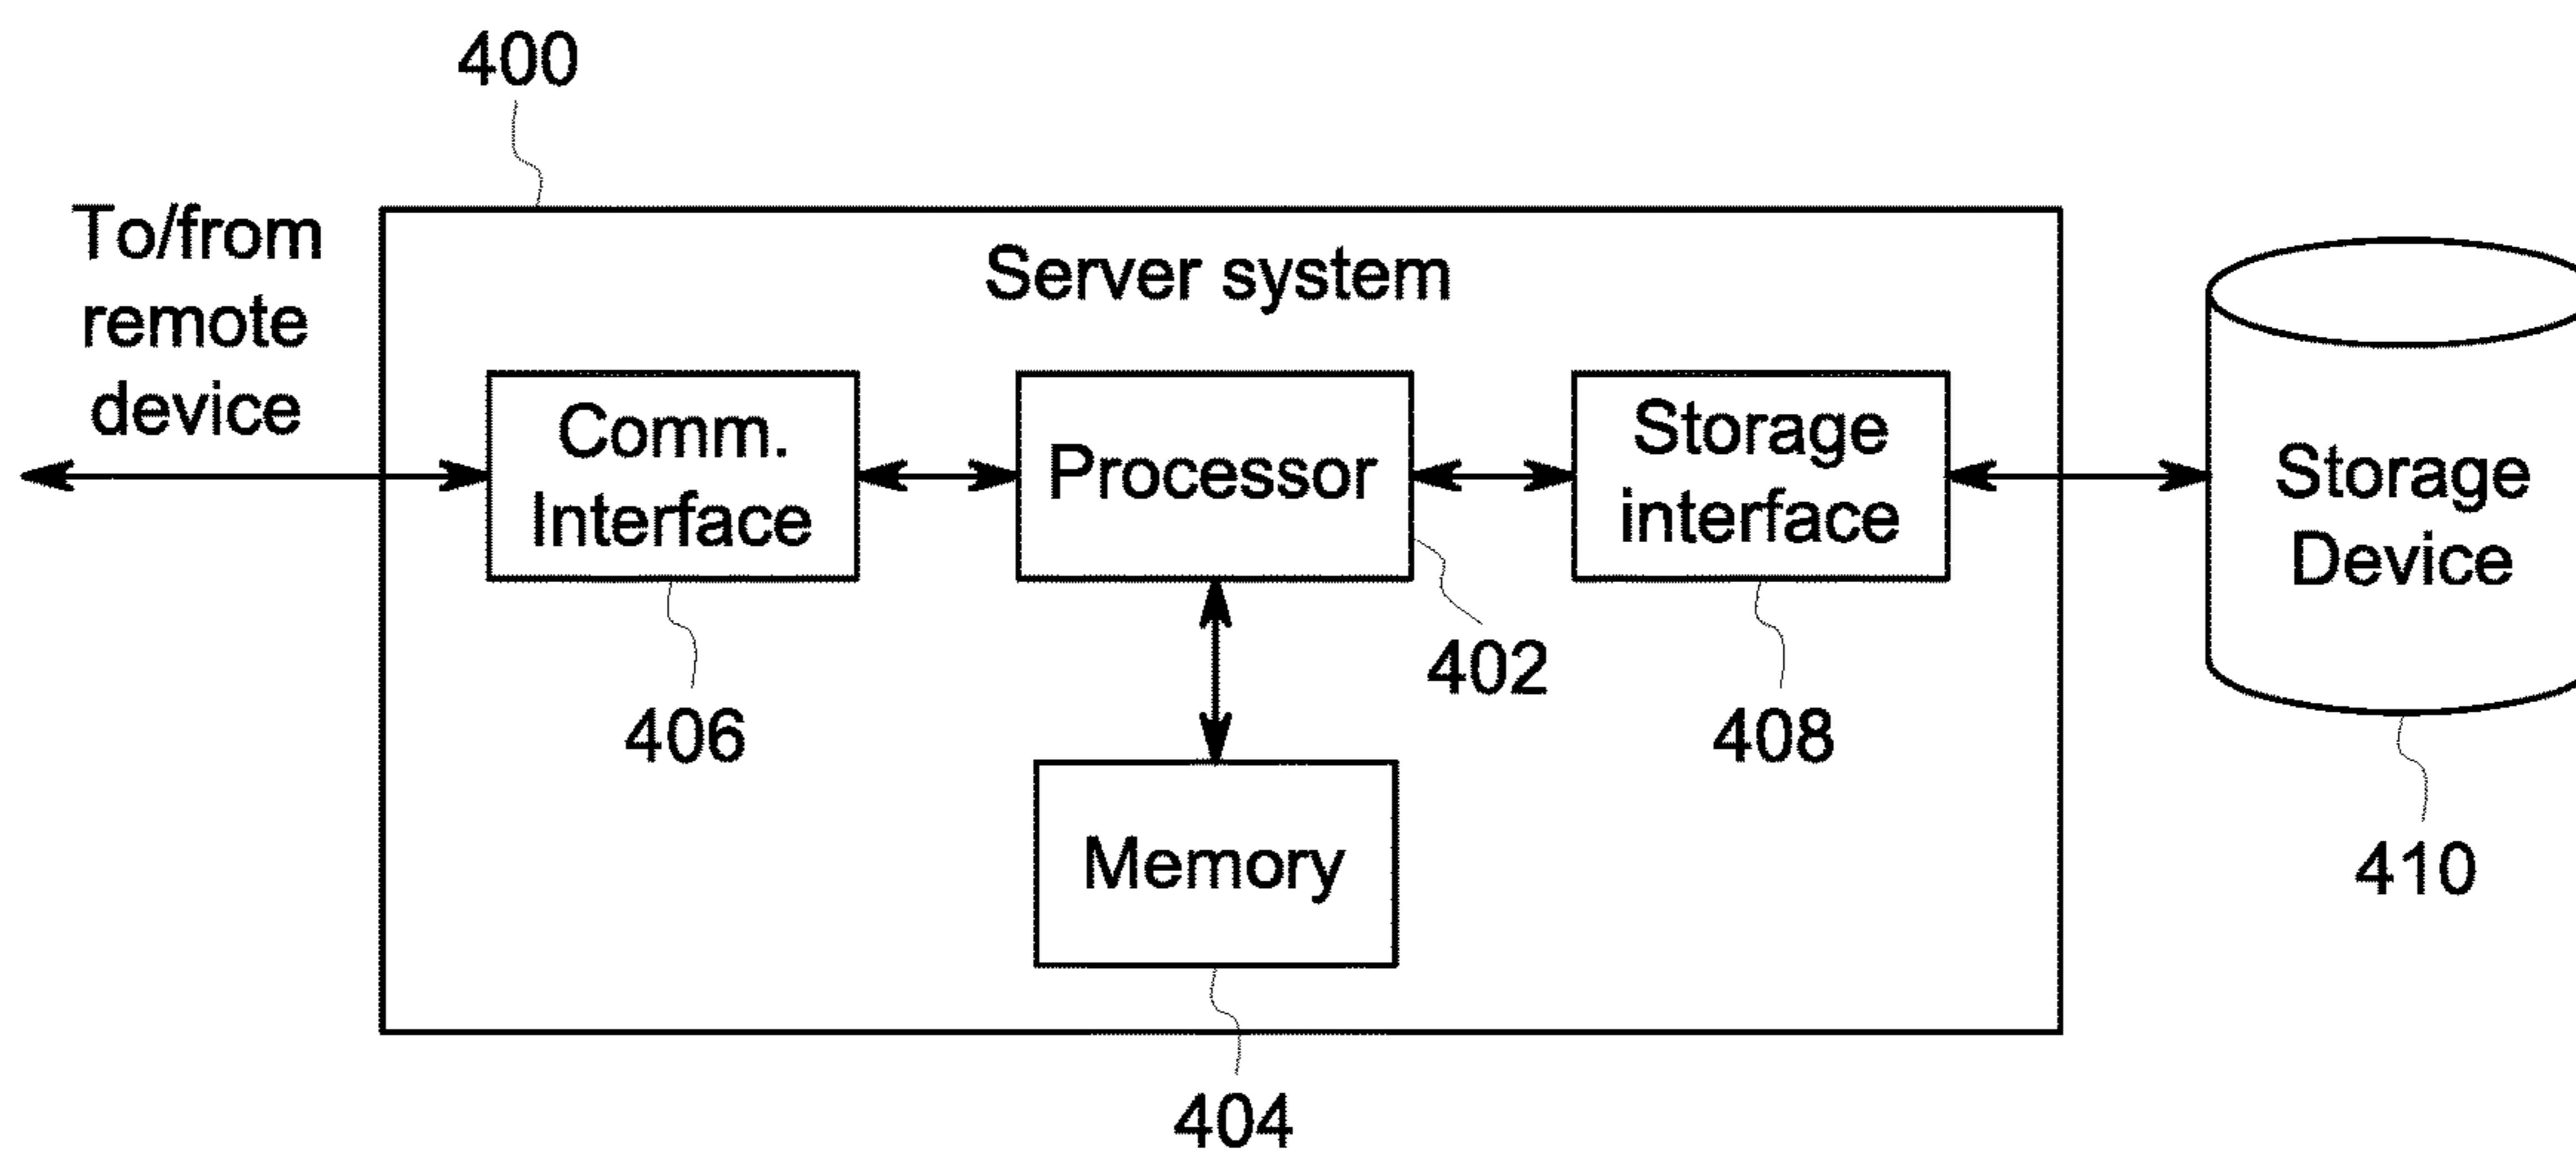 400
To/from
remote
device
Server system
Comm.
Interface
Processor
Storage
interface
Storage
Device
402
406
408
Memory
410
404